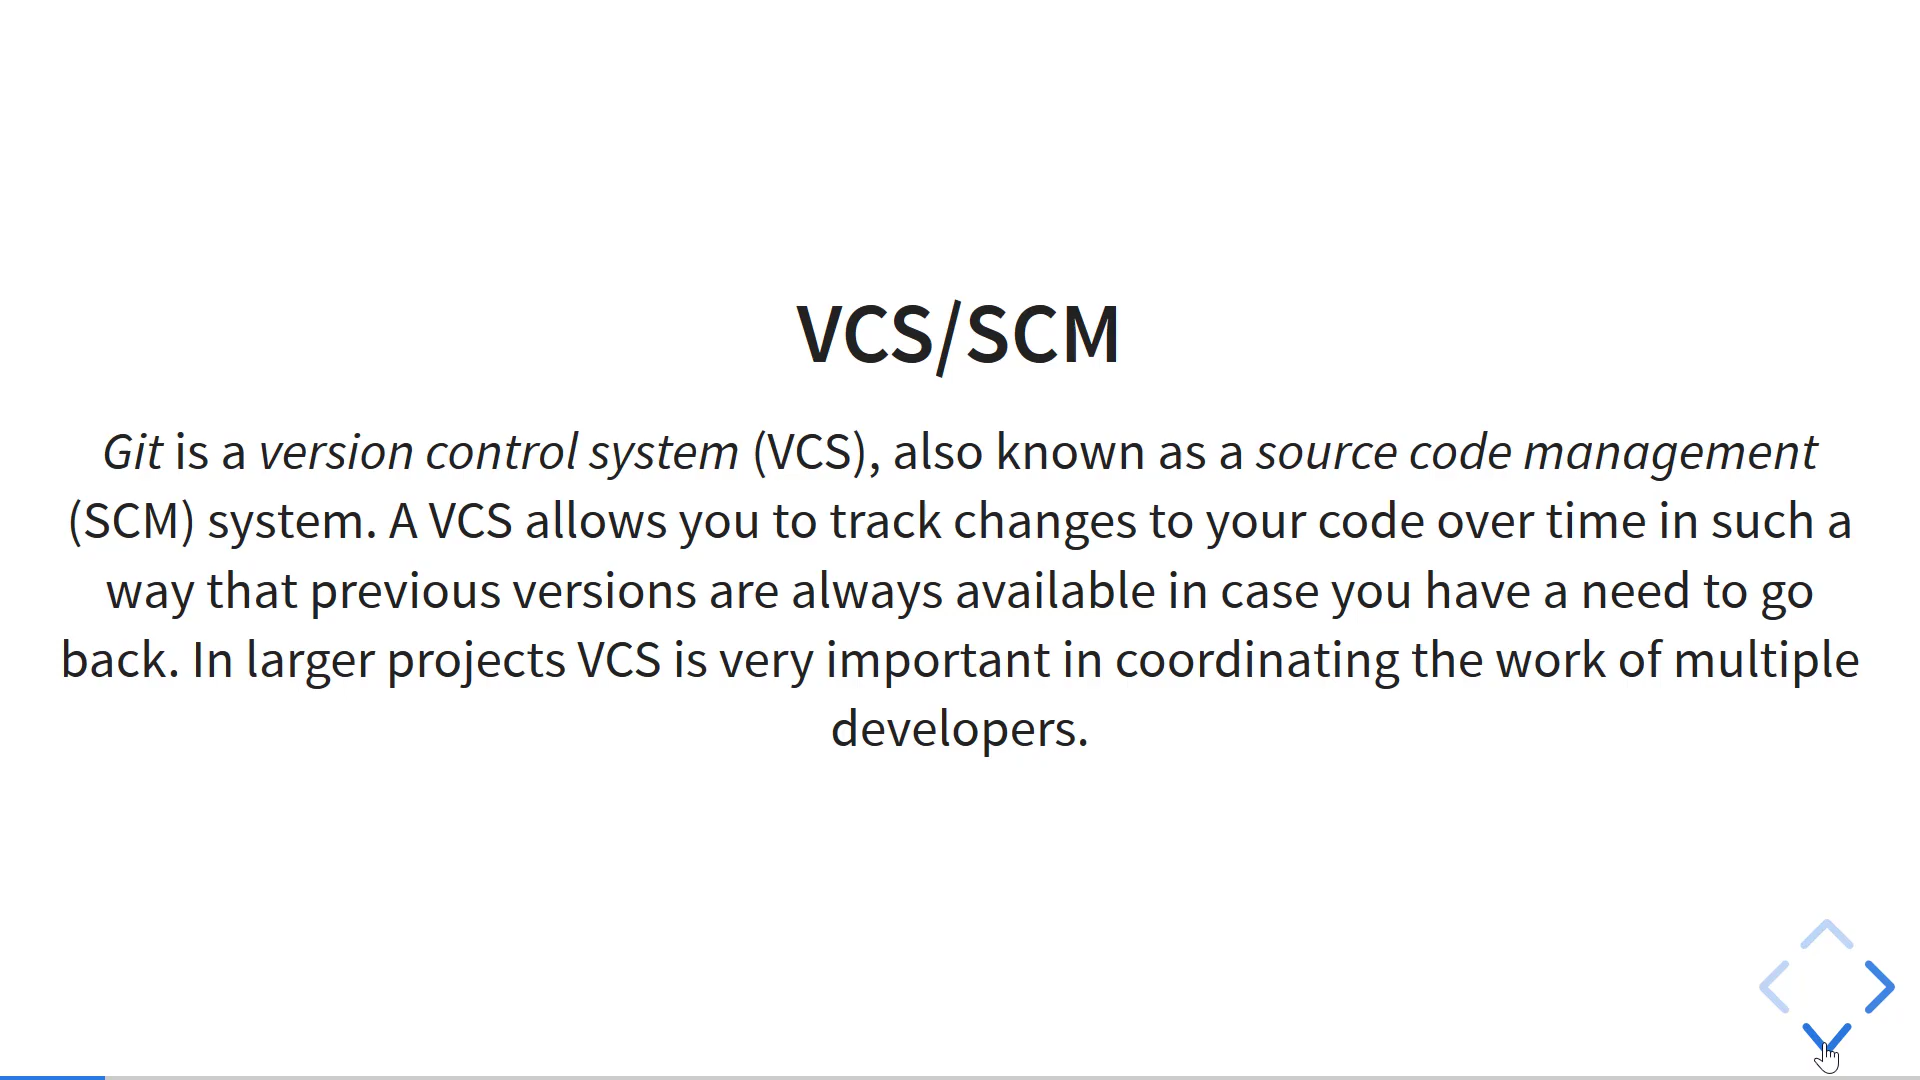 VCS/SCM
Git is a version control system (VCS), also known as a source code management
(SCM) system. A VCS allows you to track changes to your code over time in such a
way that previous versions are always available in case you have a need to go
back. In larger projects VCS is very important in coordinating the work of multiple
developers.